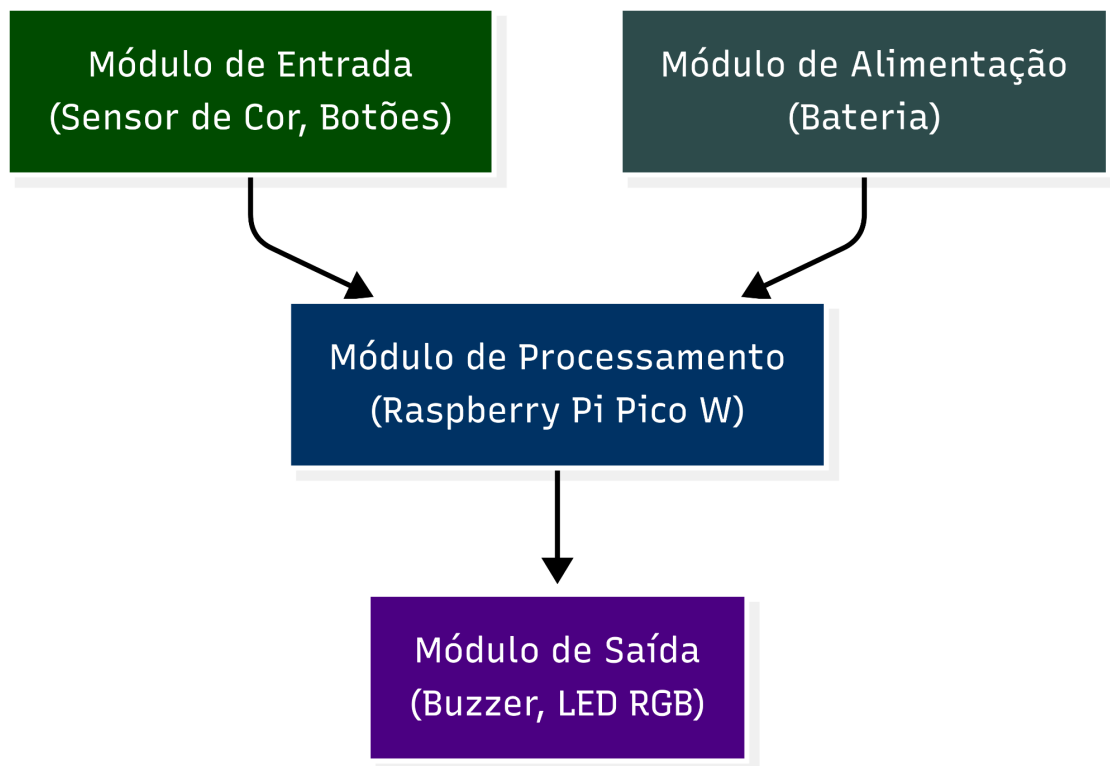 Módulo de Entrada
(Sensor de Cor, Botões)
Módulo de Alimentação
(Bateria)
Módulo de Processamento
(Raspberry Pi Pico W)
Módulo de Saída
(Buzzer, LED RGB)